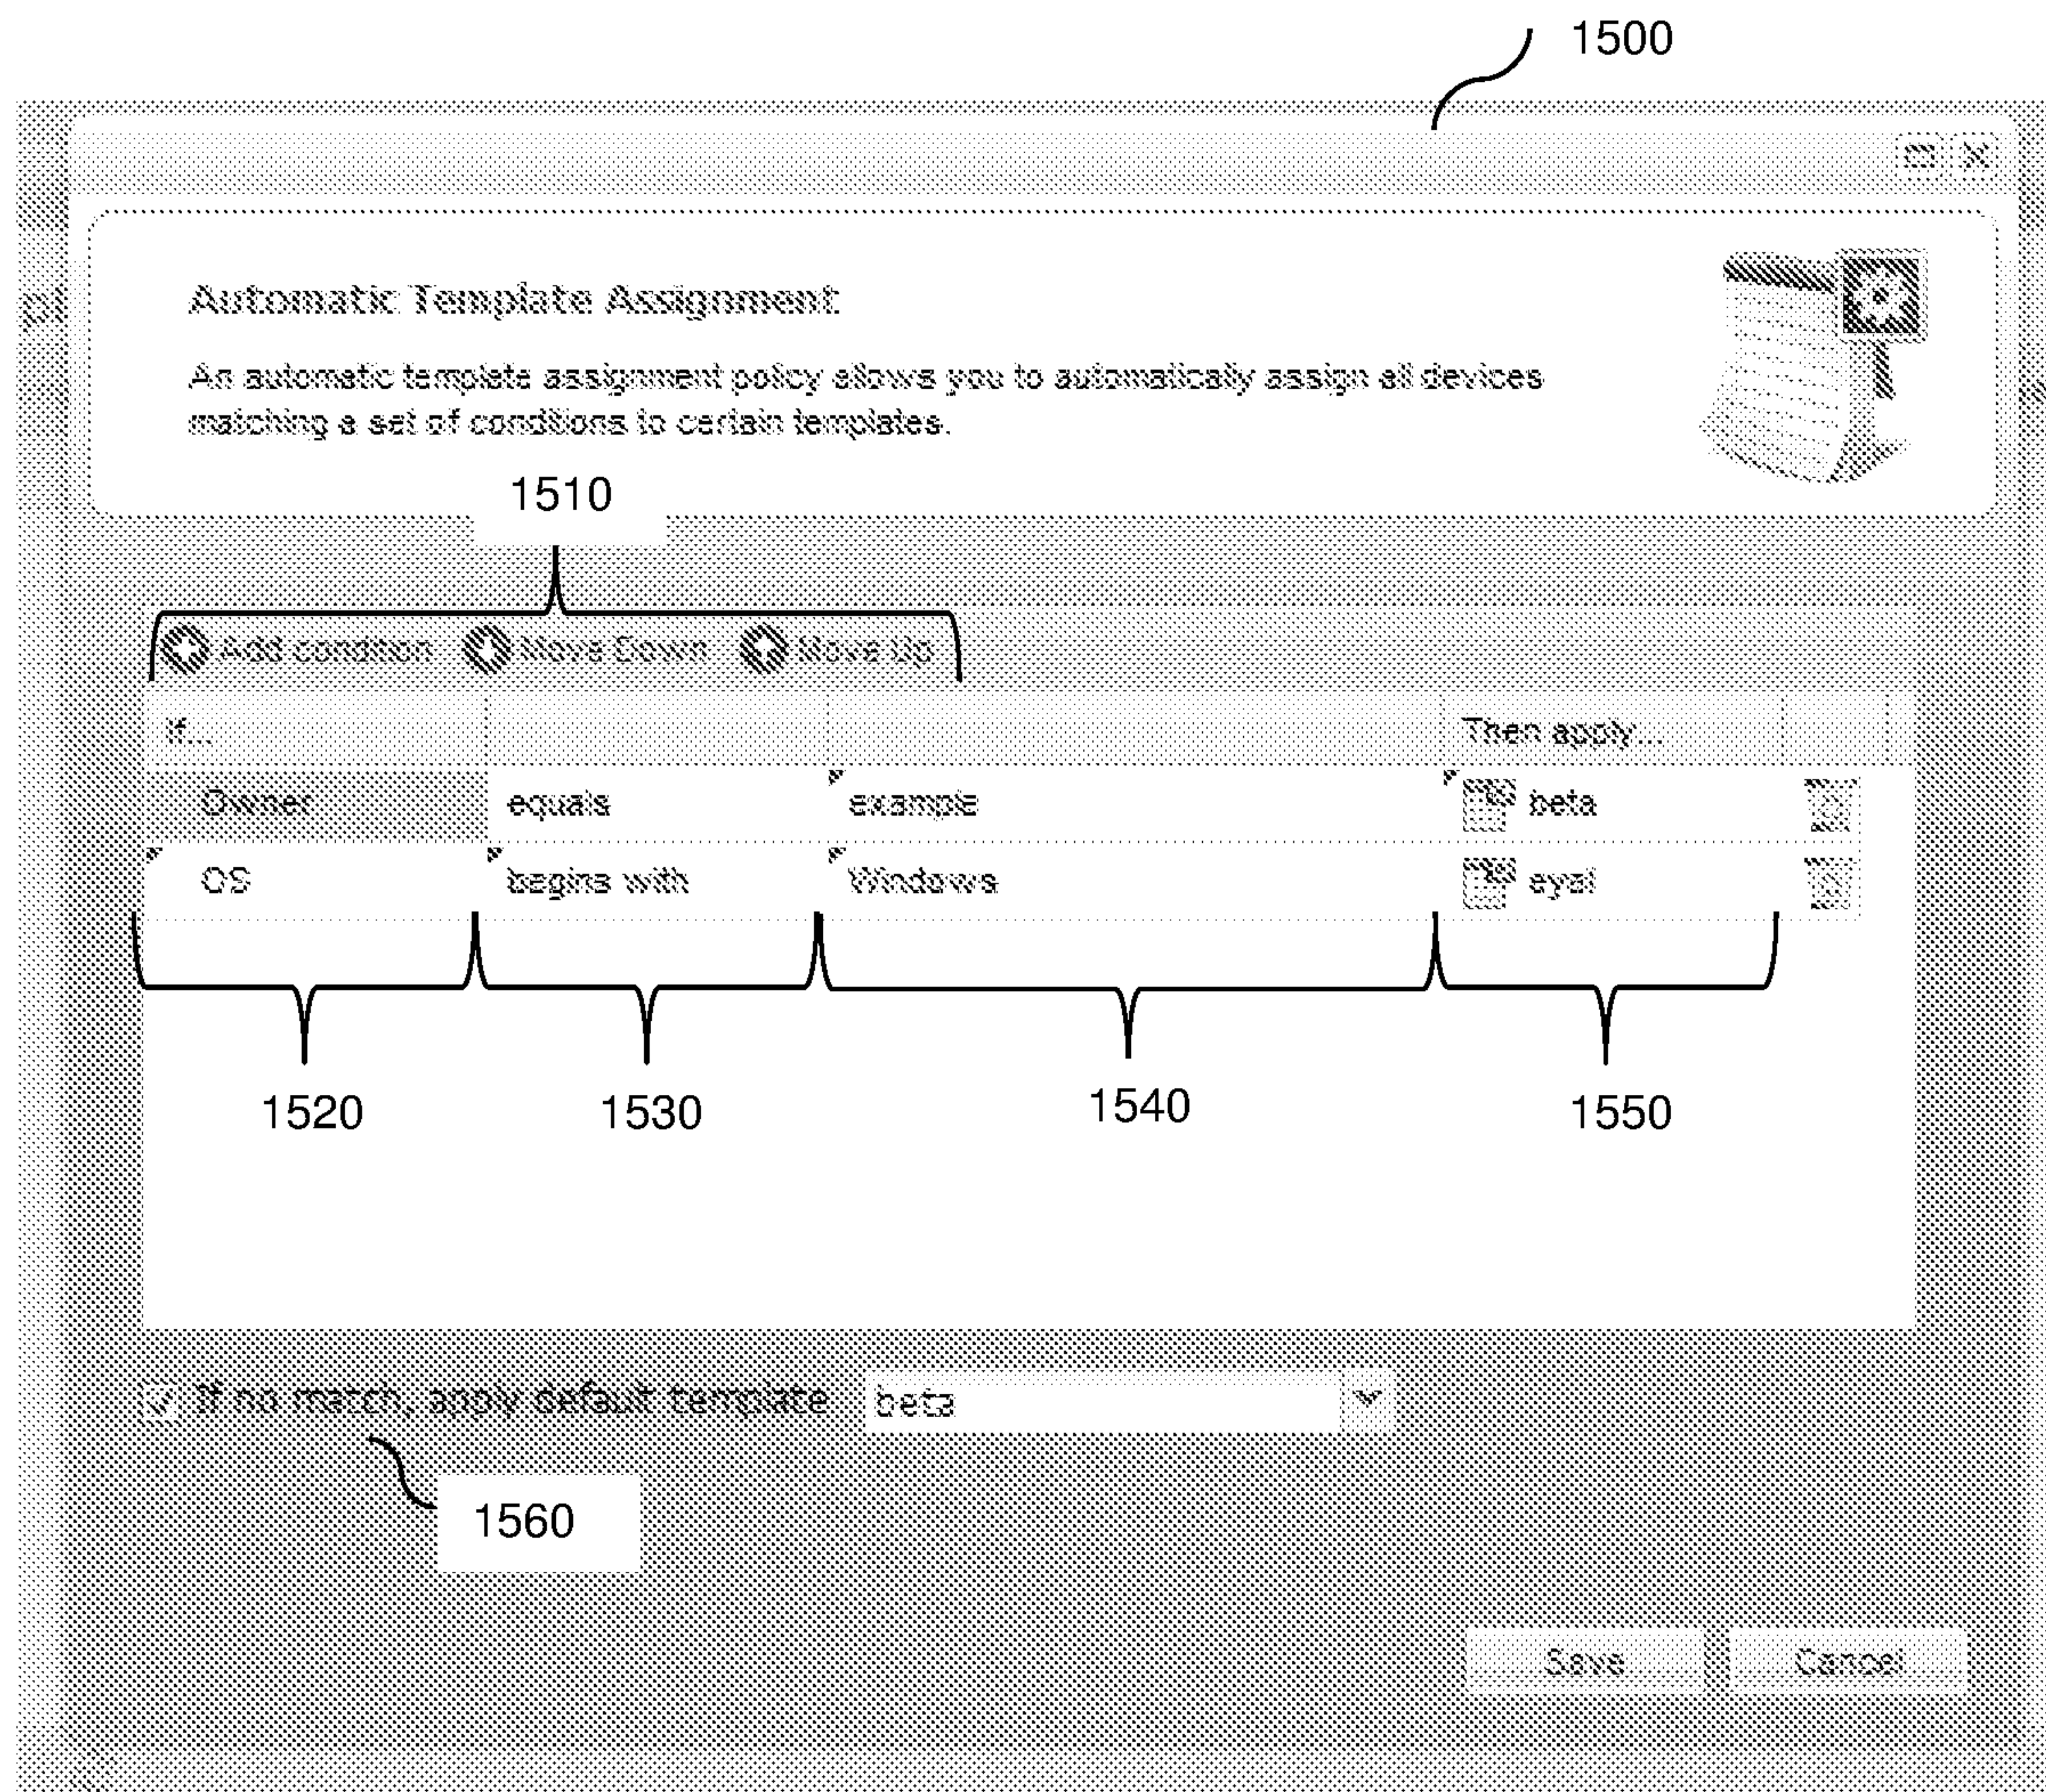 1500
Automatic Template Assignment
An automatic template assignment policy allows you to automatically assign all devices
matching a set of conditions to certain templates.
1510
Add condition Move Down Move Up
If... Then apply...
Owner equals example beta
OS begins with Windows eyal
1520 1530 1540 1550
If no match, apply default template beta
1560
Save Cancel